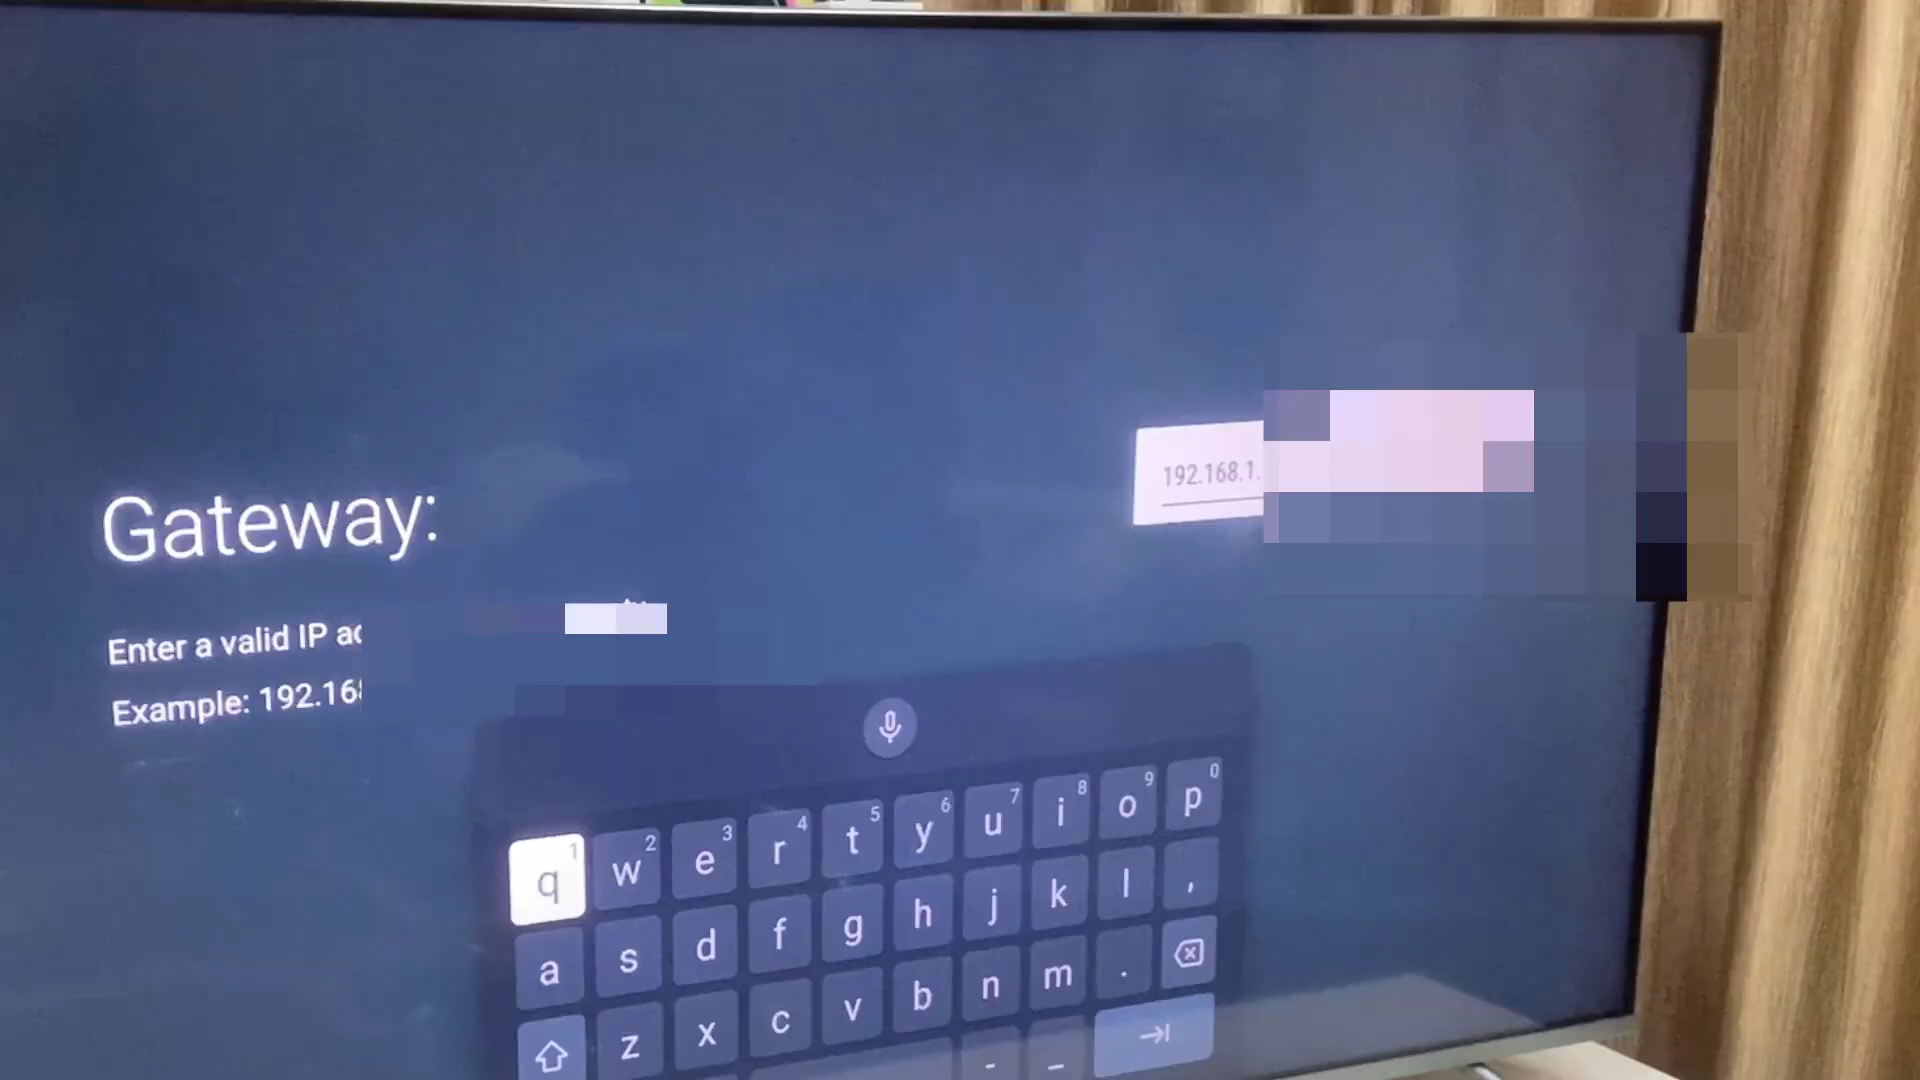 Gateway:
192.168.1.
Enter a valid IP
Example: 192.16
1 2 3 4 5 6 7 8 9 0
q w e r t y u i o p
a s d f g h j k l ,
z x c v b n m .
- _